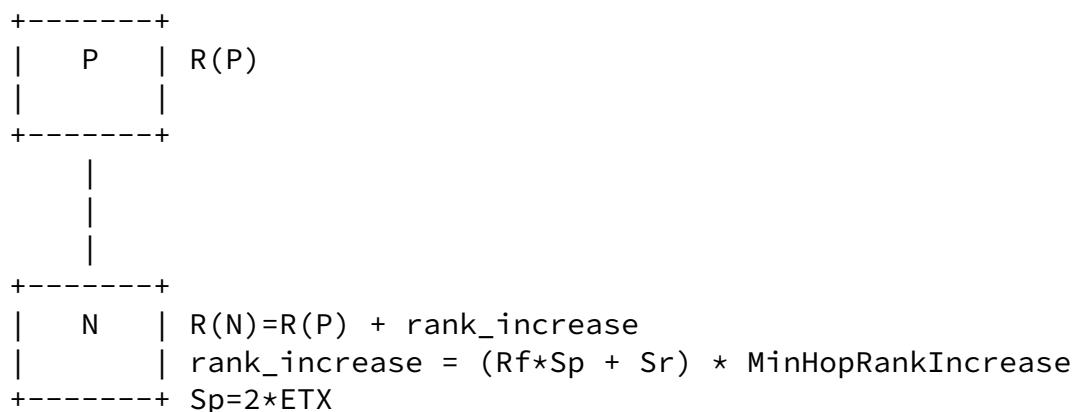 P R(P)
N R(N)=R(P) + rank_increase
rank_increase = (Rf*Sp + Sr) * MinHopRankIncrease
Sp=2*ETX